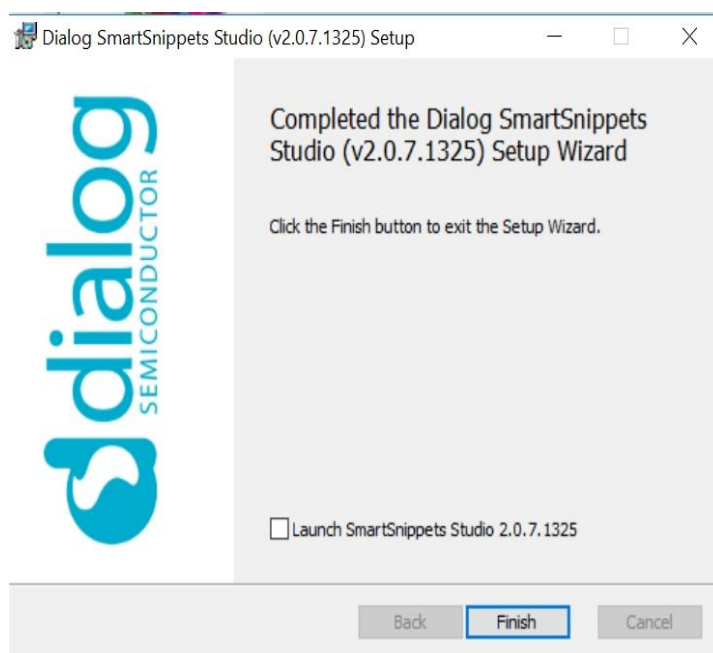 Dialog SmartSnippets Studio (v2.0.7.1325) Setup
dialog
SEMICONDUCTOR
Completed the Dialog SmartSnippets
Studio (v2.0.7.1325) Setup Wizard
Click the Finish button to exit the Setup Wizard.
Launch SmartSnippets Studio 2.0.7.1325
Back Finish Cancel